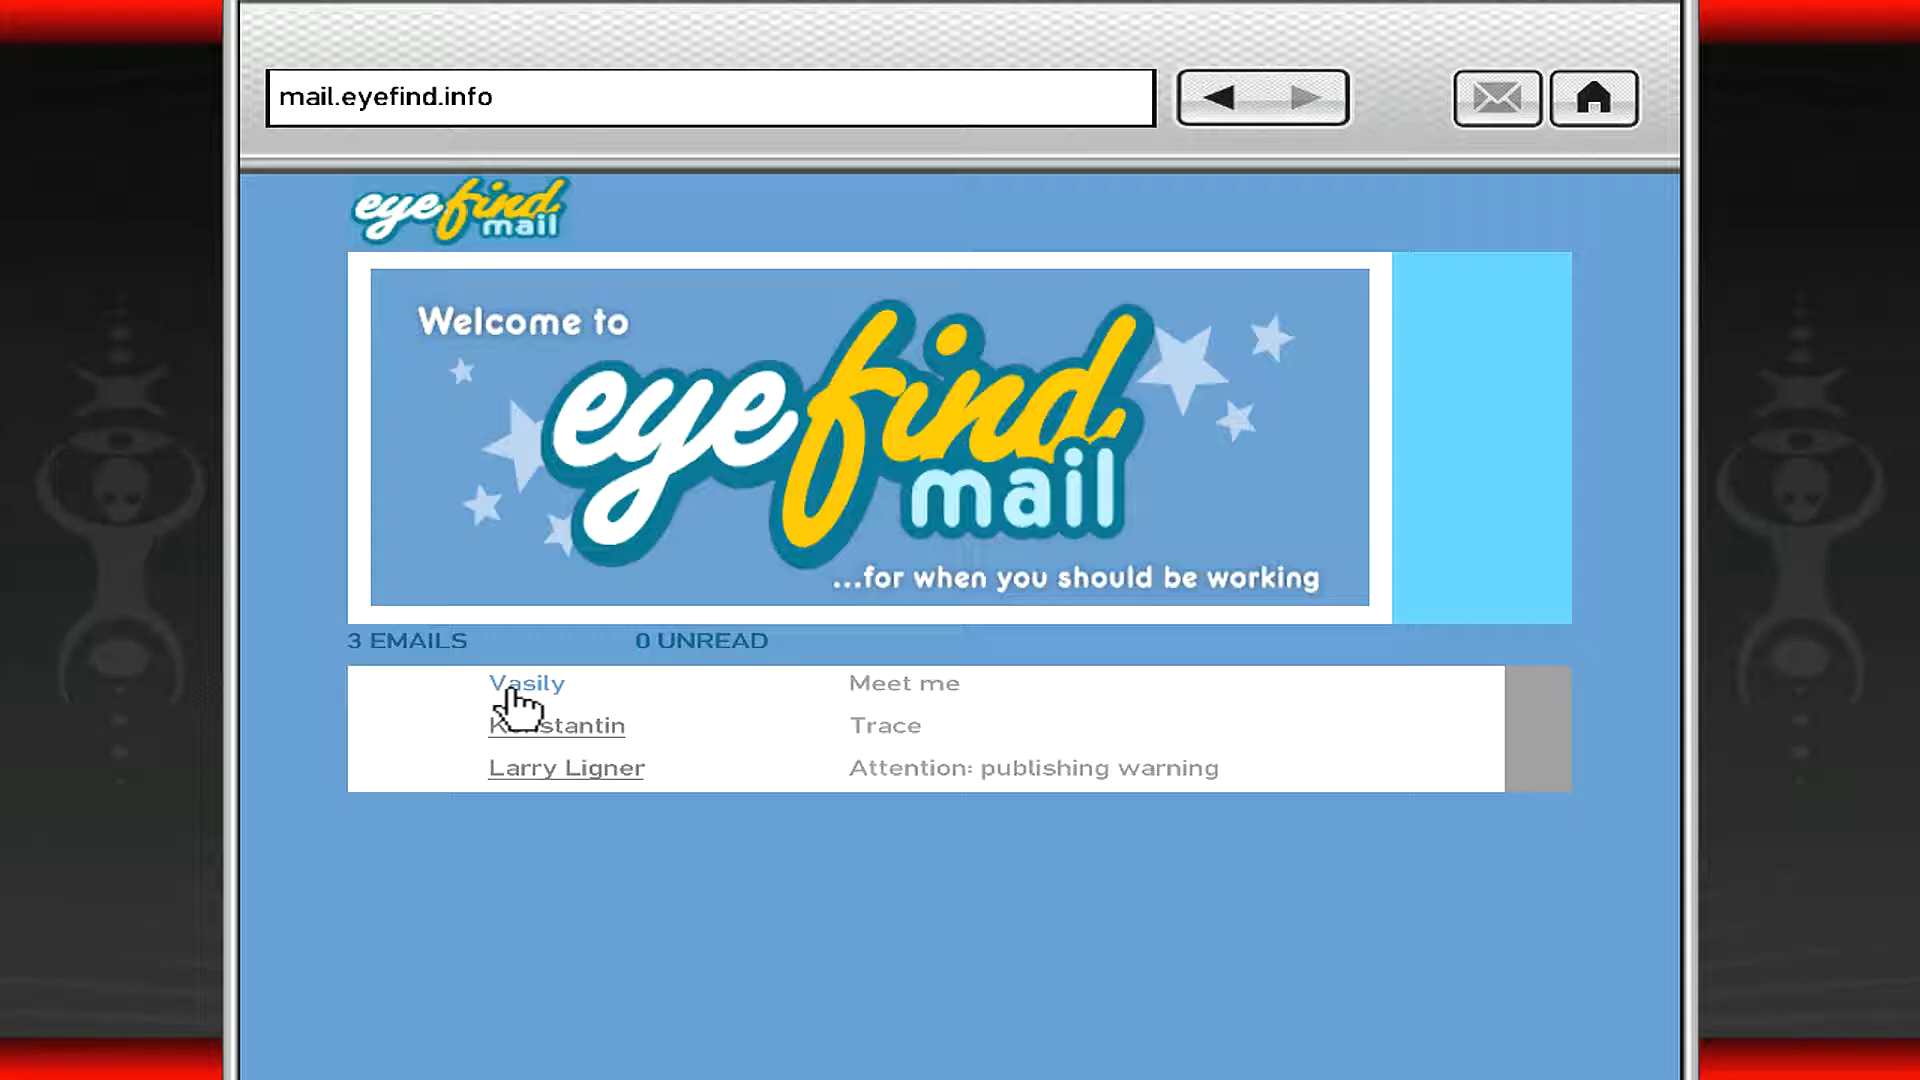 mail.eyefind.info
eyefind mail
Welcome to
eyefind
mail
...for when you should be working
3 EMAILS 0 UNREAD
Vasily Meet me
Trace
Larry Ligner Attention: publishing warning